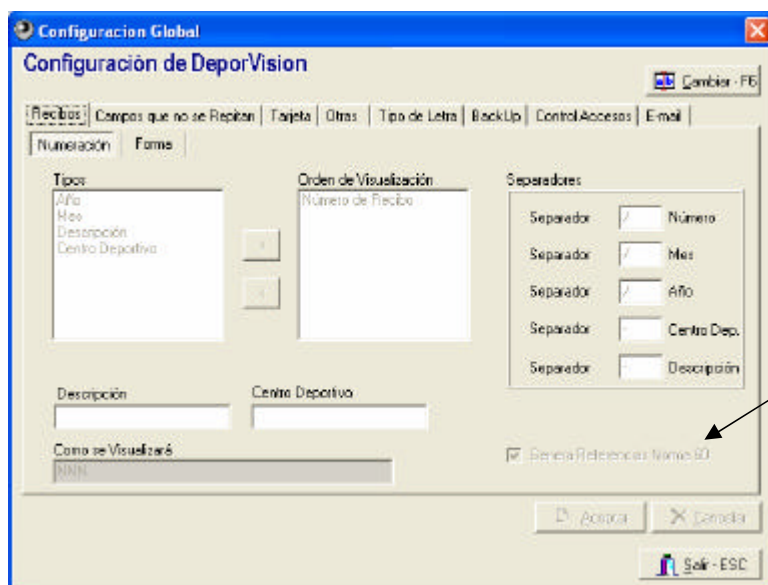 Configuracion Global
Configuración de DeporVision
Cambiar - F6
Recibos Campos que no se Repitan Tarjeta Otras Tipo de Letra BackUp Control Accesos E-mail
Numeración Forma
Tipos Orden de Visualización Separadores
Año Número de Recibo
Mes
Descripción
Centro Deportivo
Separador / Número
Separador / Mes
Separador / Año
Separador - Centro Dep.
Separador - Descripción
Descripción Centro Deportivo
Como se Visualizará
NNN
Genera Referencias Norma 60
Aceptar Cancelar
Salir - ESC